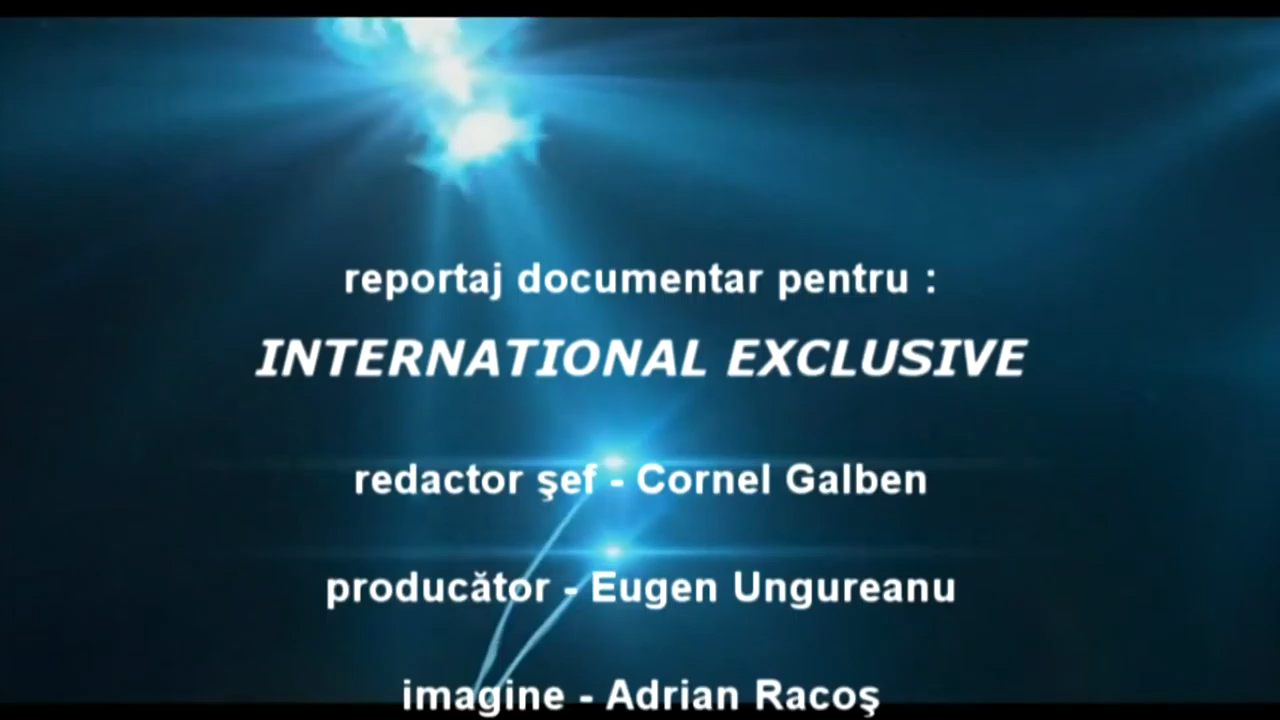 reportaj documentar pentru :
INTERNATIONAL EXCLUSIVE
redactor şef - Cornel Galben
producător - Eugen Ungureanu
imagine - Adrian Racoş